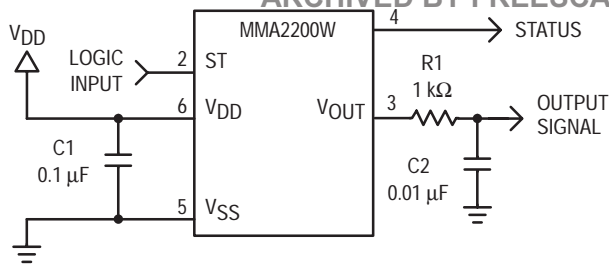 ARCHIVED BY FREESCA
VDD
MMA2200W
4
STATUS
LOGIC
INPUT
2
ST
R1
1 kΩ
6
VDD
VOUT
3
OUTPUT
SIGNAL
C1
0.1 μF
C2
0.01 μF
5
VSS